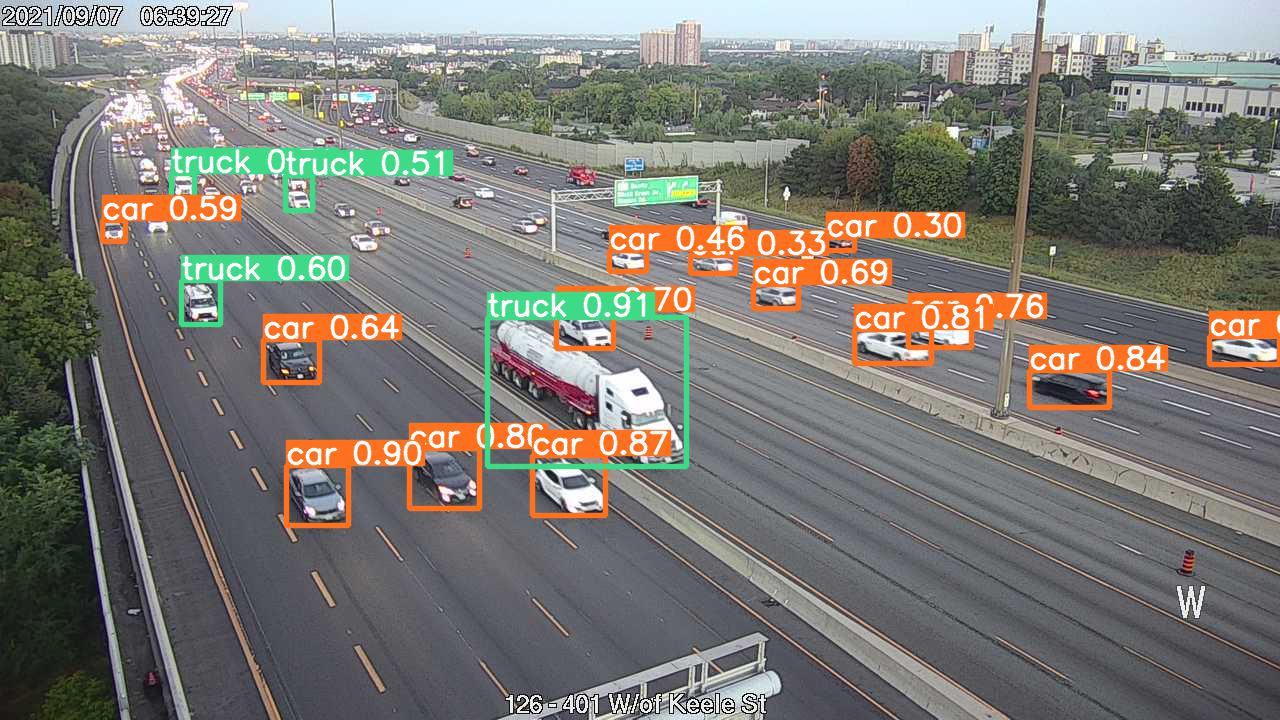 2021/09/07 06:39:27
truck 0
truck 0.51
car 0.59
car 0.46
0.33
car 0.30
truck 0.60
car 0.69
0.70
truck 0.91
car 0.64
car 0.81
0.76
car
car 0.84
car 0.90
car 0.8
car 0.87
W
126 - 401 W/of Keele St